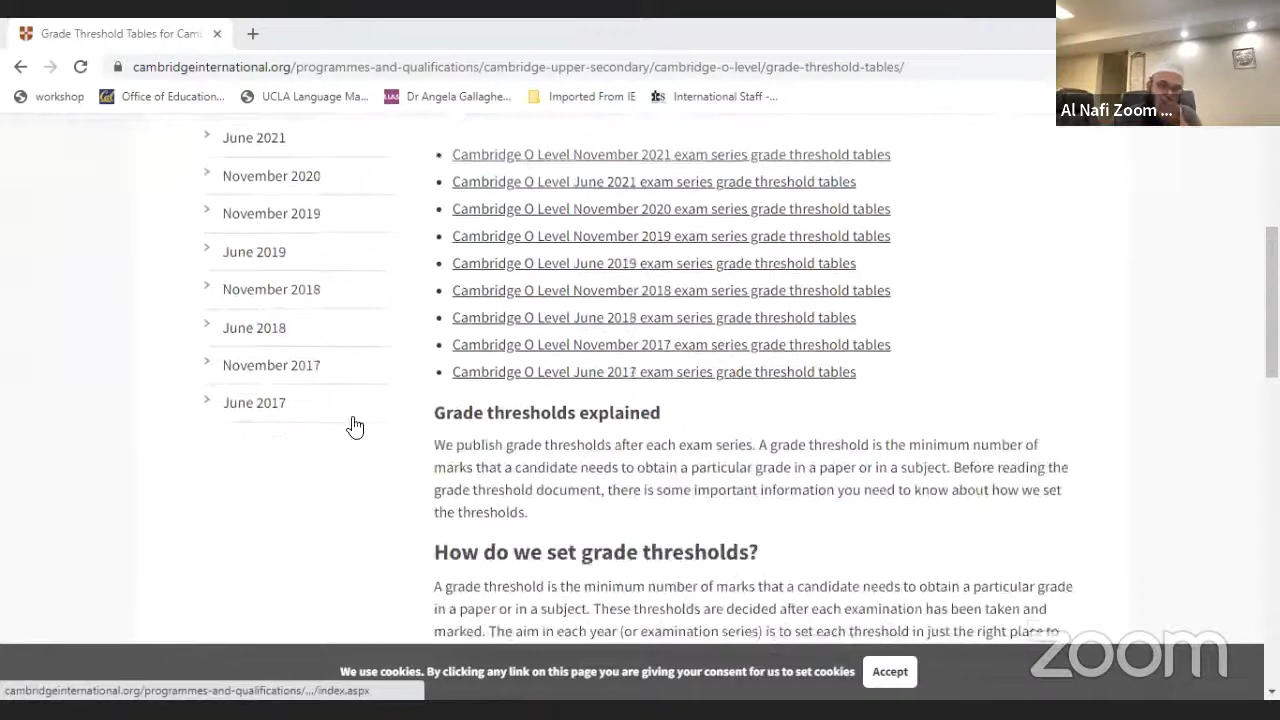 Grade Threshold Tables for Cam
cambridgeinternational.org/programmes-and-qualifications/cambridge-upper-secondary/cambridge-o-level/grade-threshold-tables/
workshop
Office of Education...
UCLA Language Ma...
LLAS
Dr Angela Gallaghe...
Imported From IE
International Staff -...
Al Nafi Zoom ...
June 2021
November 2020
November 2019
June 2019
November 2018
June 2018
November 2017
June 2017
• Cambridge O Level November 2021 exam series grade threshold tables
• Cambridge O Level June 2021 exam series grade threshold tables
• Cambridge O Level November 2020 exam series grade threshold tables
• Cambridge O Level November 2019 exam series grade threshold tables
• Cambridge O Level June 2019 exam series grade threshold tables
• Cambridge O Level November 2018 exam series grade threshold tables
• Cambridge O Level June 2018 exam series grade threshold tables
• Cambridge O Level November 2017 exam series grade threshold tables
• Cambridge O Level June 2017 exam series grade threshold tables
Grade thresholds explained
We publish grade thresholds after each exam series. A grade threshold is the minimum number of
marks that a candidate needs to obtain a particular grade in a paper or in a subject. Before reading the
grade threshold document, there is some important information you need to know about how we set
the thresholds.
How do we set grade thresholds?
A grade threshold is the minimum number of marks that a candidate needs to obtain a particular grade
in a paper or in a subject. These thresholds are decided after each examination has been taken and
marked. The aim in each year (or examination series) is to set each threshold in just the right place to
zoom
We use cookies. By clicking any link on this page you are giving your consent for us to set cookies
Accept
cambridgeinternational.org/programmes-and-qualifications/.../index.aspx